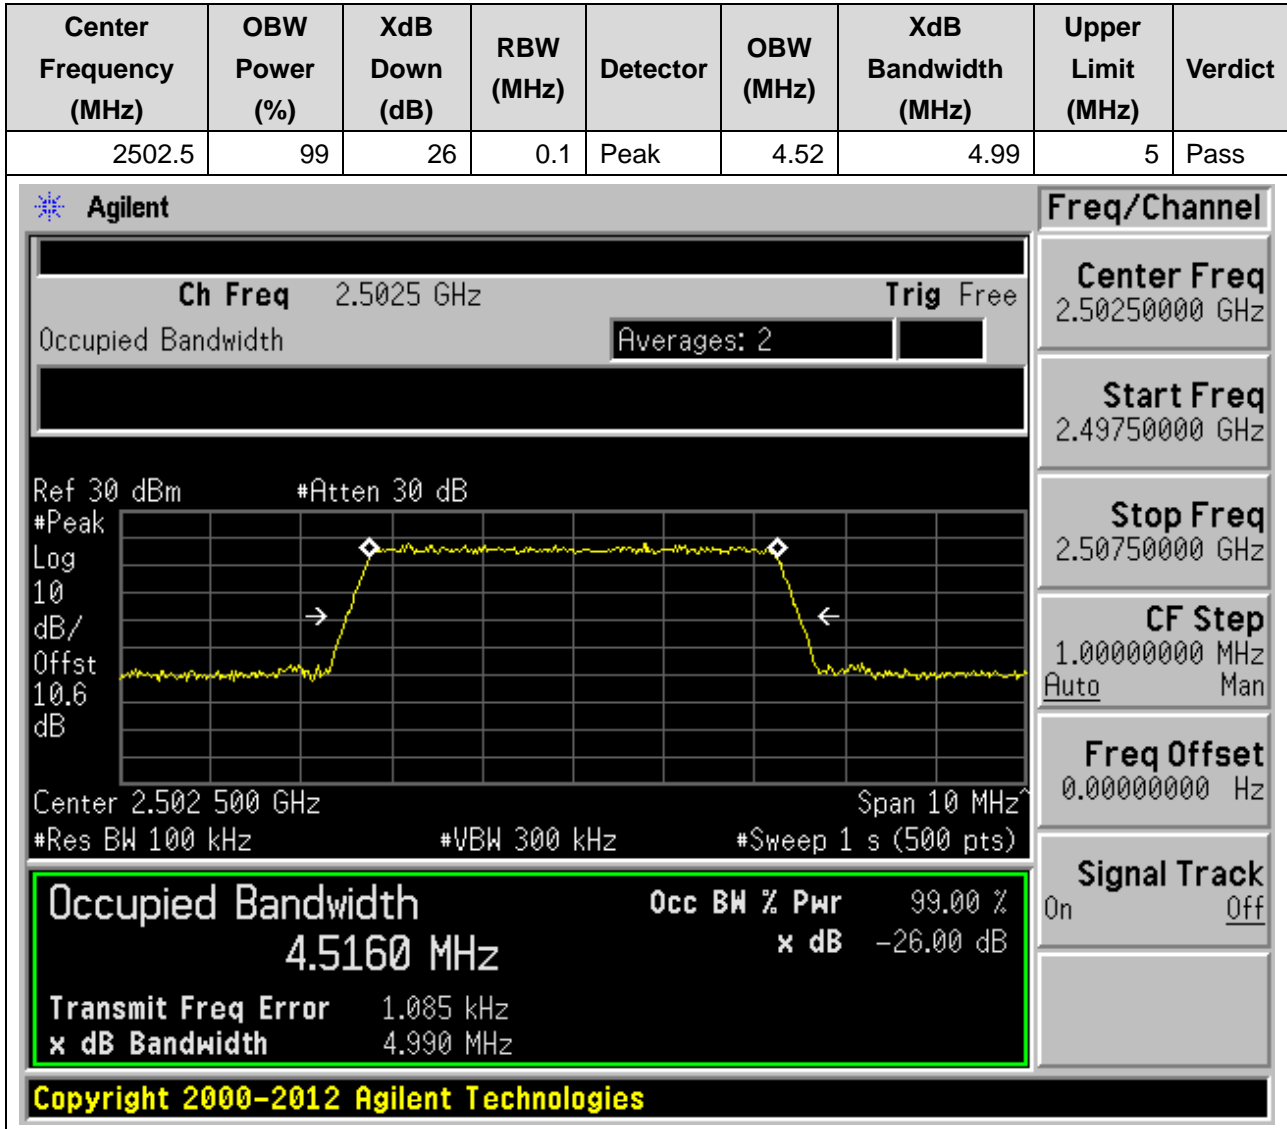 Center Frequency (MHz) OBW Power (%) XdB Down (dB) RBW (MHz) Detector OBW (MHz) XdB Bandwidth (MHz) Upper Limit (MHz) Verdict
2502.5 99 26 0.1 Peak 4.52 4.99 5 Pass
Agilent
Freq/Channel
Ch Freq 2.5025 GHz Trig Free
Occupied Bandwidth Averages: 2
Center Freq
2.50250000 GHz
Start Freq
2.49750000 GHz
Stop Freq
2.50750000 GHz
CF Step
1.00000000 MHz
Auto Man
Freq Offset
0.00000000 Hz
Signal Track
On Off
Ref 30 dBm #Atten 30 dB
#Peak
Log
10
dB/
Offst
10.6
dB
Center 2.502 500 GHz Span 10 MHz^
#Res BW 100 kHz #VBW 300 kHz #Sweep 1 s (500 pts)
Occupied Bandwidth Occ BW % Pwr 99.00 %
4.5160 MHz x dB -26.00 dB
Transmit Freq Error 1.085 kHz
x dB Bandwidth 4.990 MHz
Copyright 2000-2012 Agilent Technologies